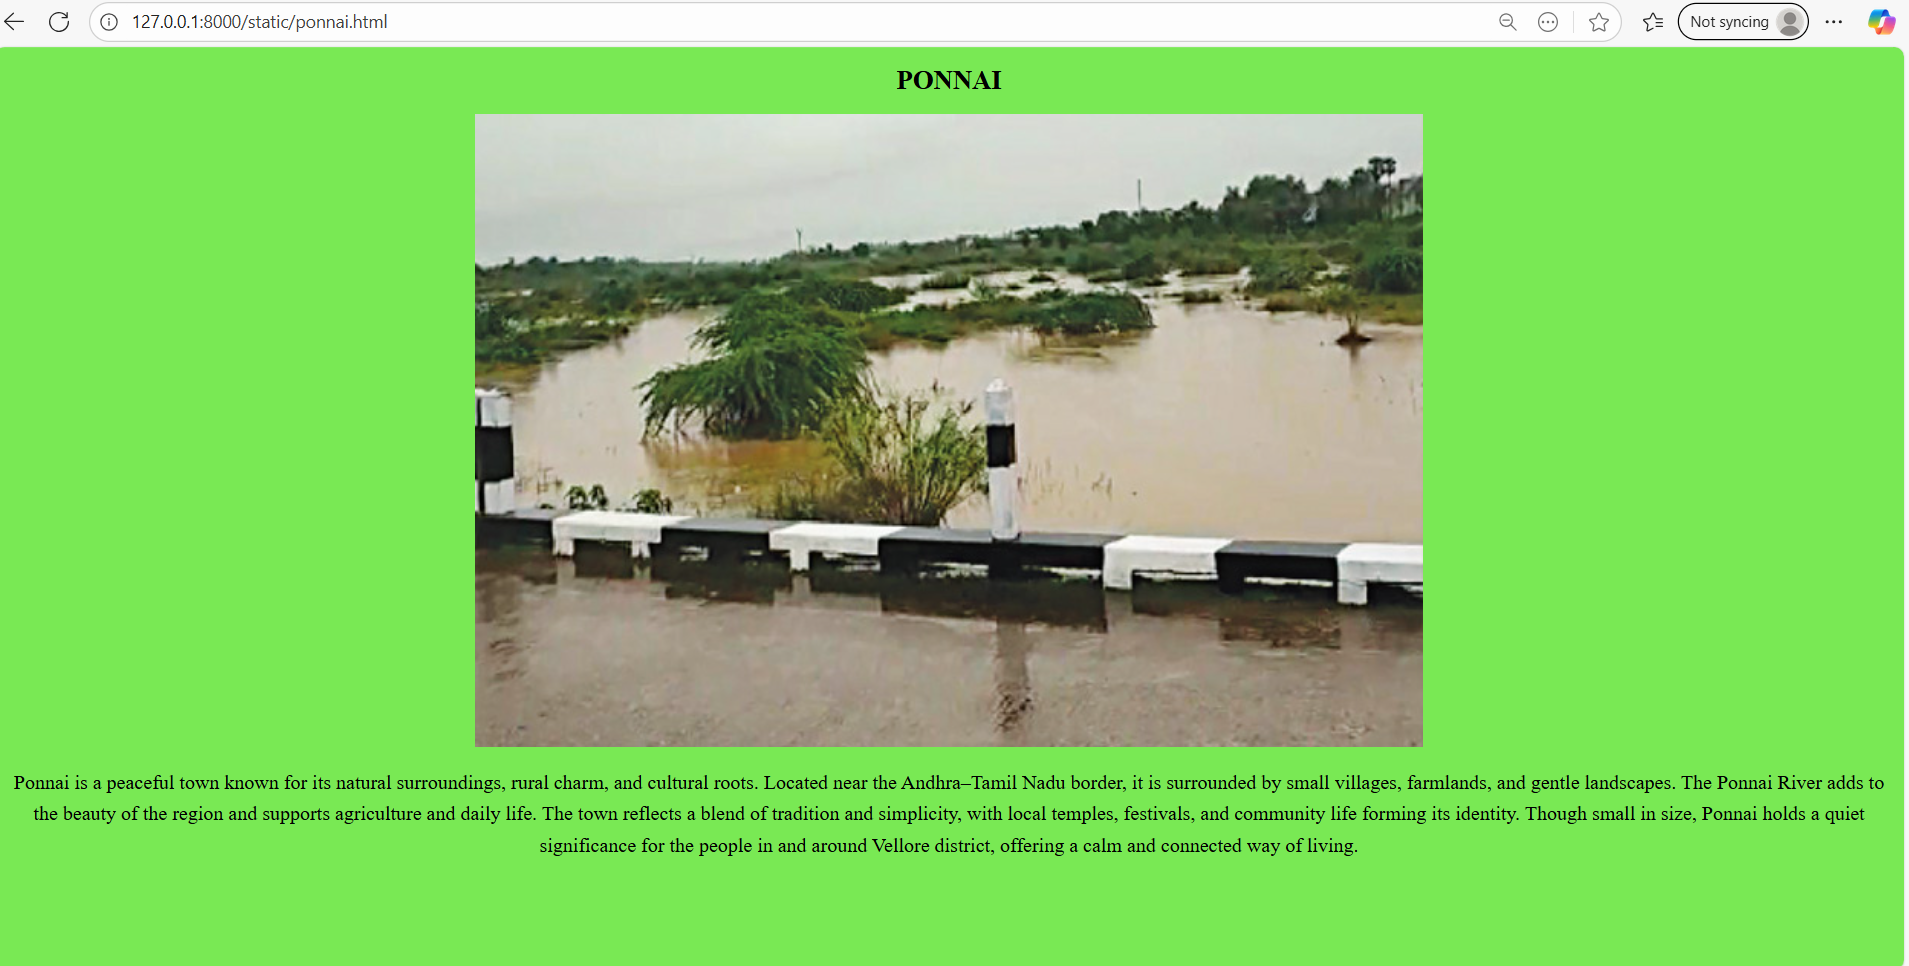 127.0.0.1:8000/static/ponnai.html
Not syncing
PONNAI
Ponnai is a peaceful town known for its natural surroundings, rural charm, and cultural roots. Located near the Andhra–Tamil Nadu border, it is surrounded by small villages, farmlands, and gentle landscapes. The Ponnai River adds to
the beauty of the region and supports agriculture and daily life. The town reflects a blend of tradition and simplicity, with local temples, festivals, and community life forming its identity. Though small in size, Ponnai holds a quiet
significance for the people in and around Vellore district, offering a calm and connected way of living.